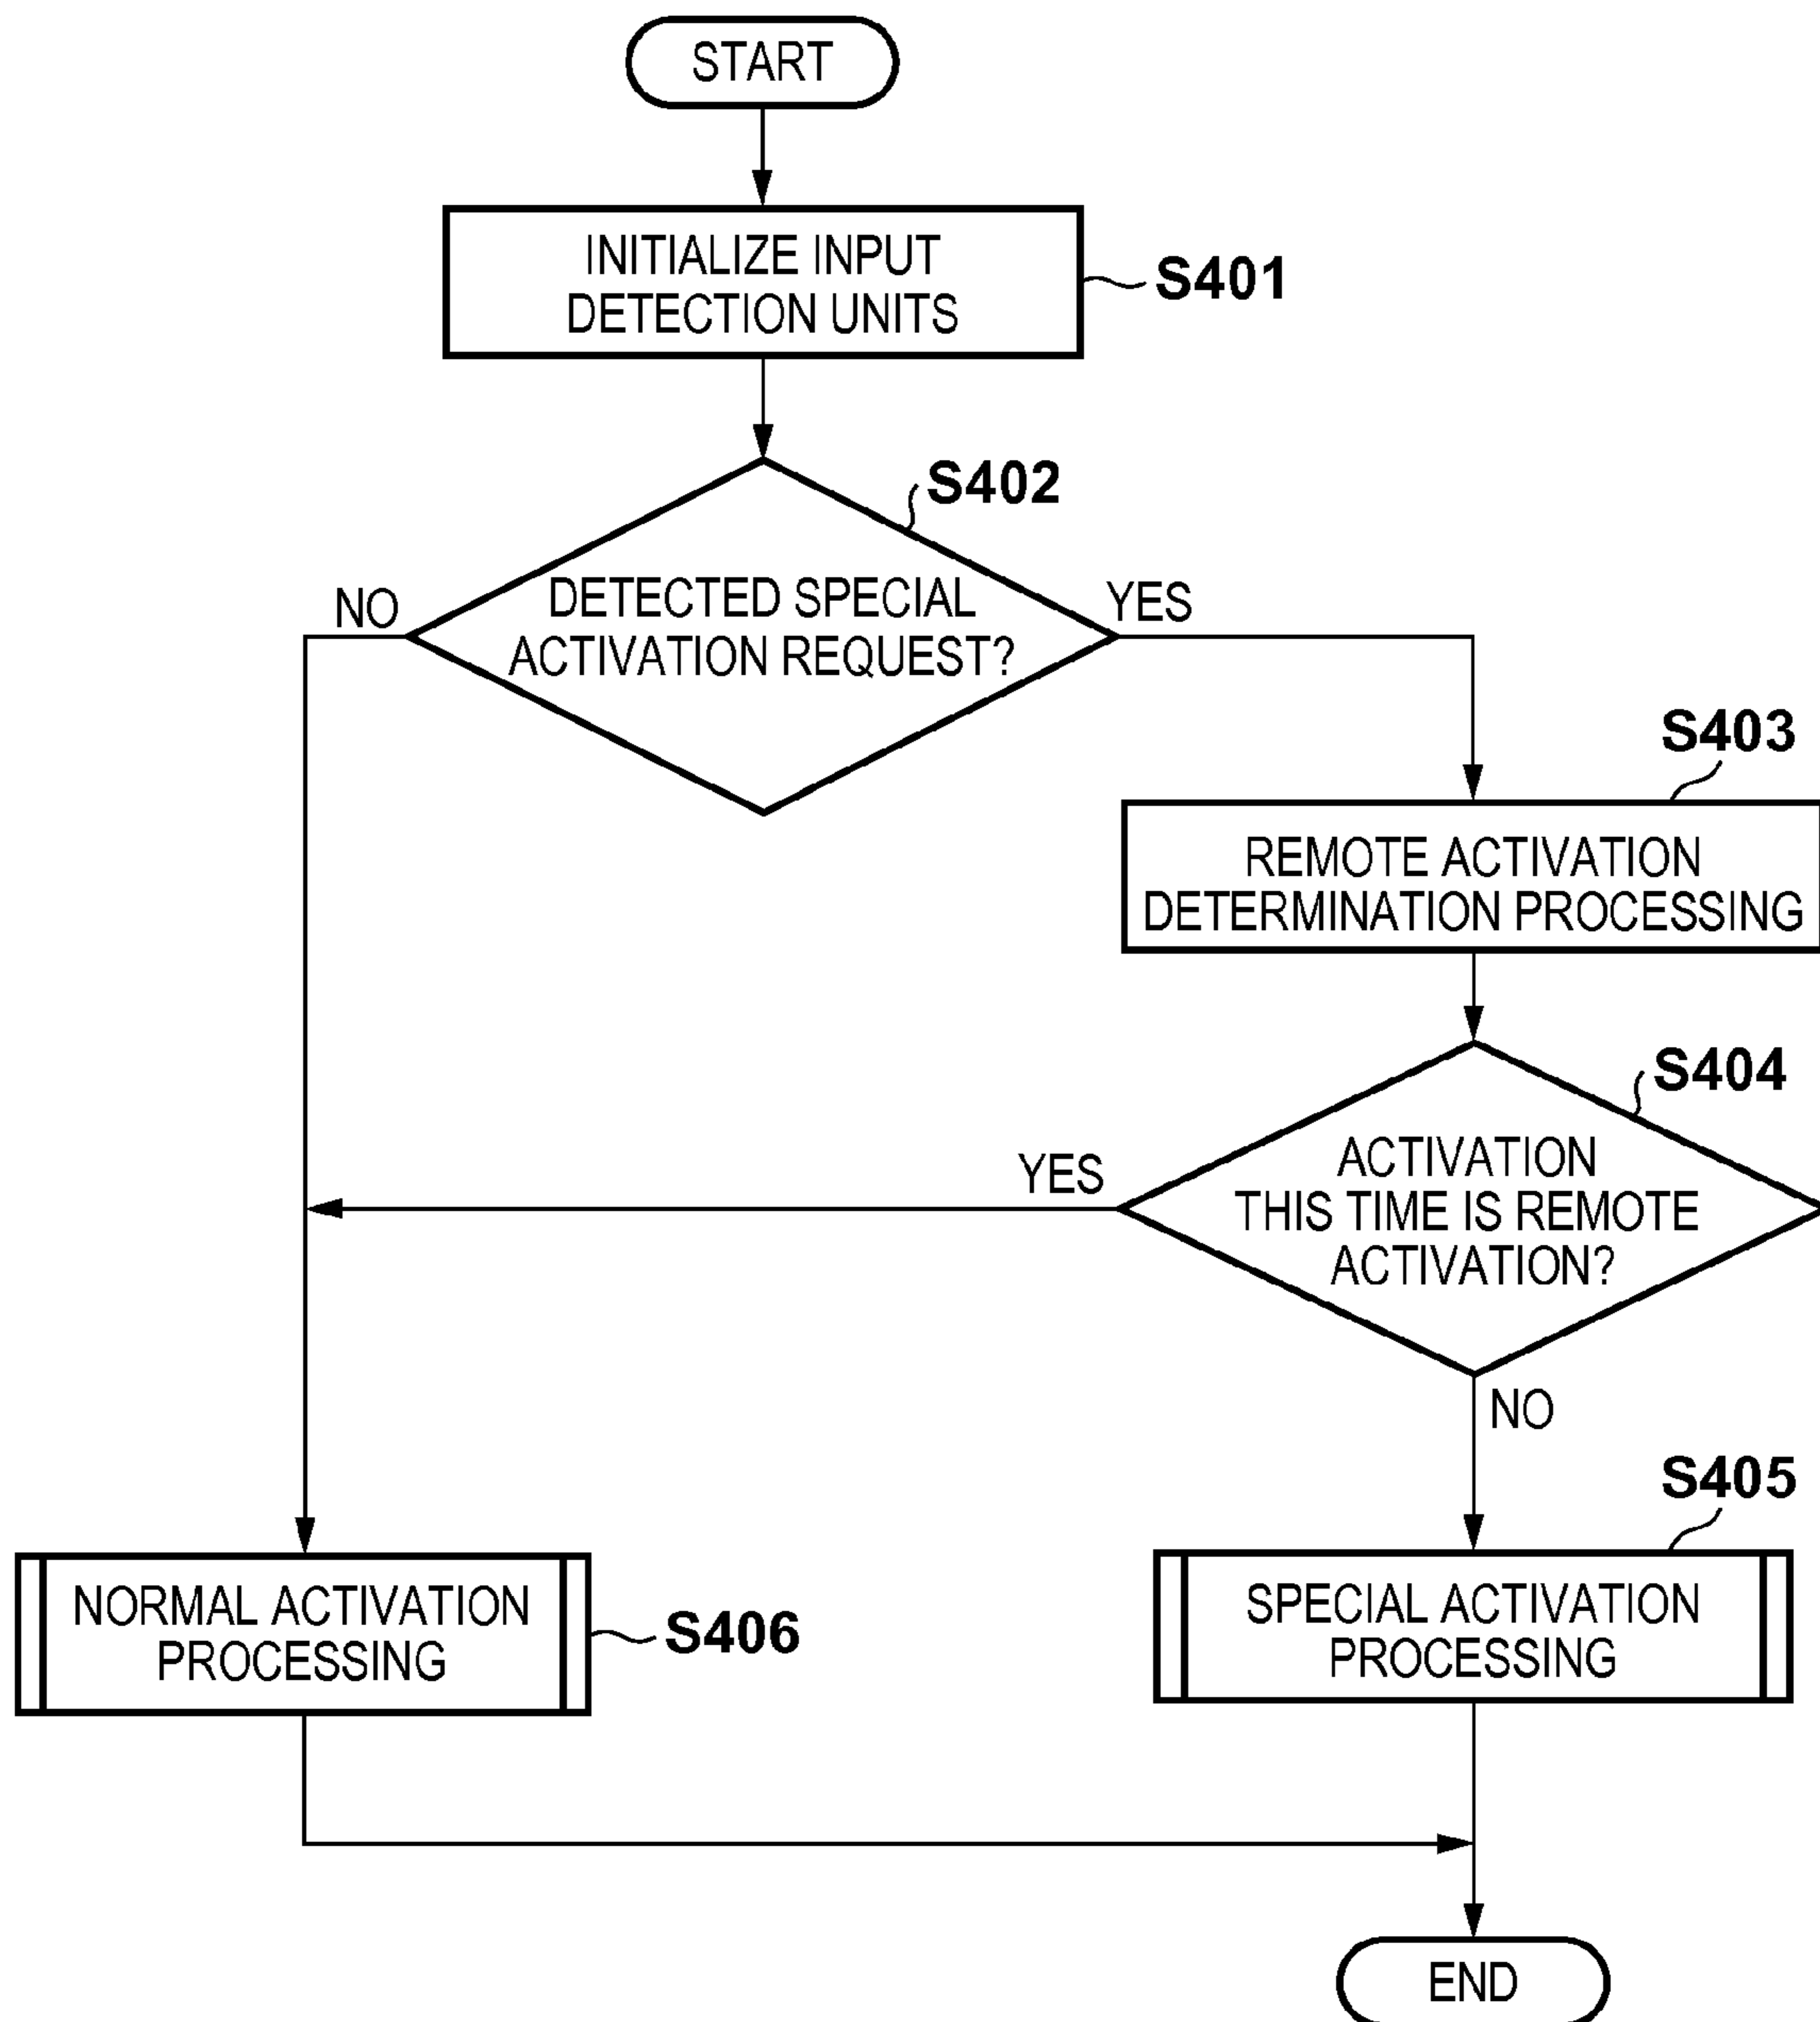 START
INITIALIZE INPUT
DETECTION UNITS
S401
S402
DETECTED SPECIAL
ACTIVATION REQUEST?
NO
YES
S403
REMOTE ACTIVATION
DETERMINATION PROCESSING
S404
ACTIVATION
THIS TIME IS REMOTE
ACTIVATION?
YES
NO
S405
SPECIAL ACTIVATION
PROCESSING
NORMAL ACTIVATION
PROCESSING
S406
END